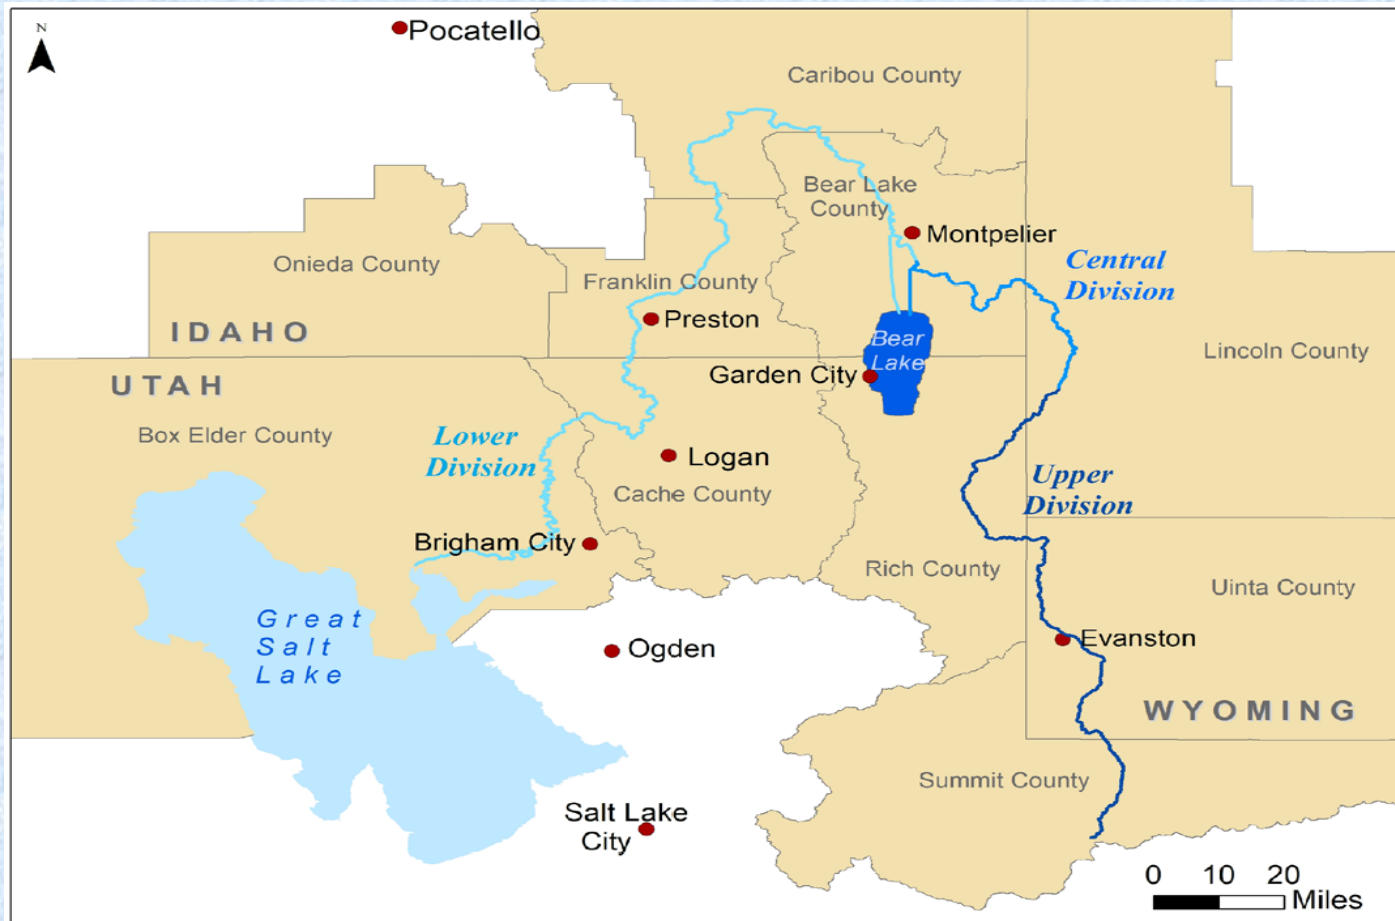 N
Pocatello
Caribou County
Bear Lake
County
Montpelier
Onieda County
Franklin County
Central
Division
IDAHO
Preston
Bear
Lake
Lincoln County
Garden City
UTAH
Box Elder County
Lower
Division
Logan
Cache County
Upper
Division
Brigham City
Rich County
Uinta County
Great
Salt
Lake
Ogden
Evanston
WYOMING
Summit County
Salt Lake
City
0 10 20
Miles